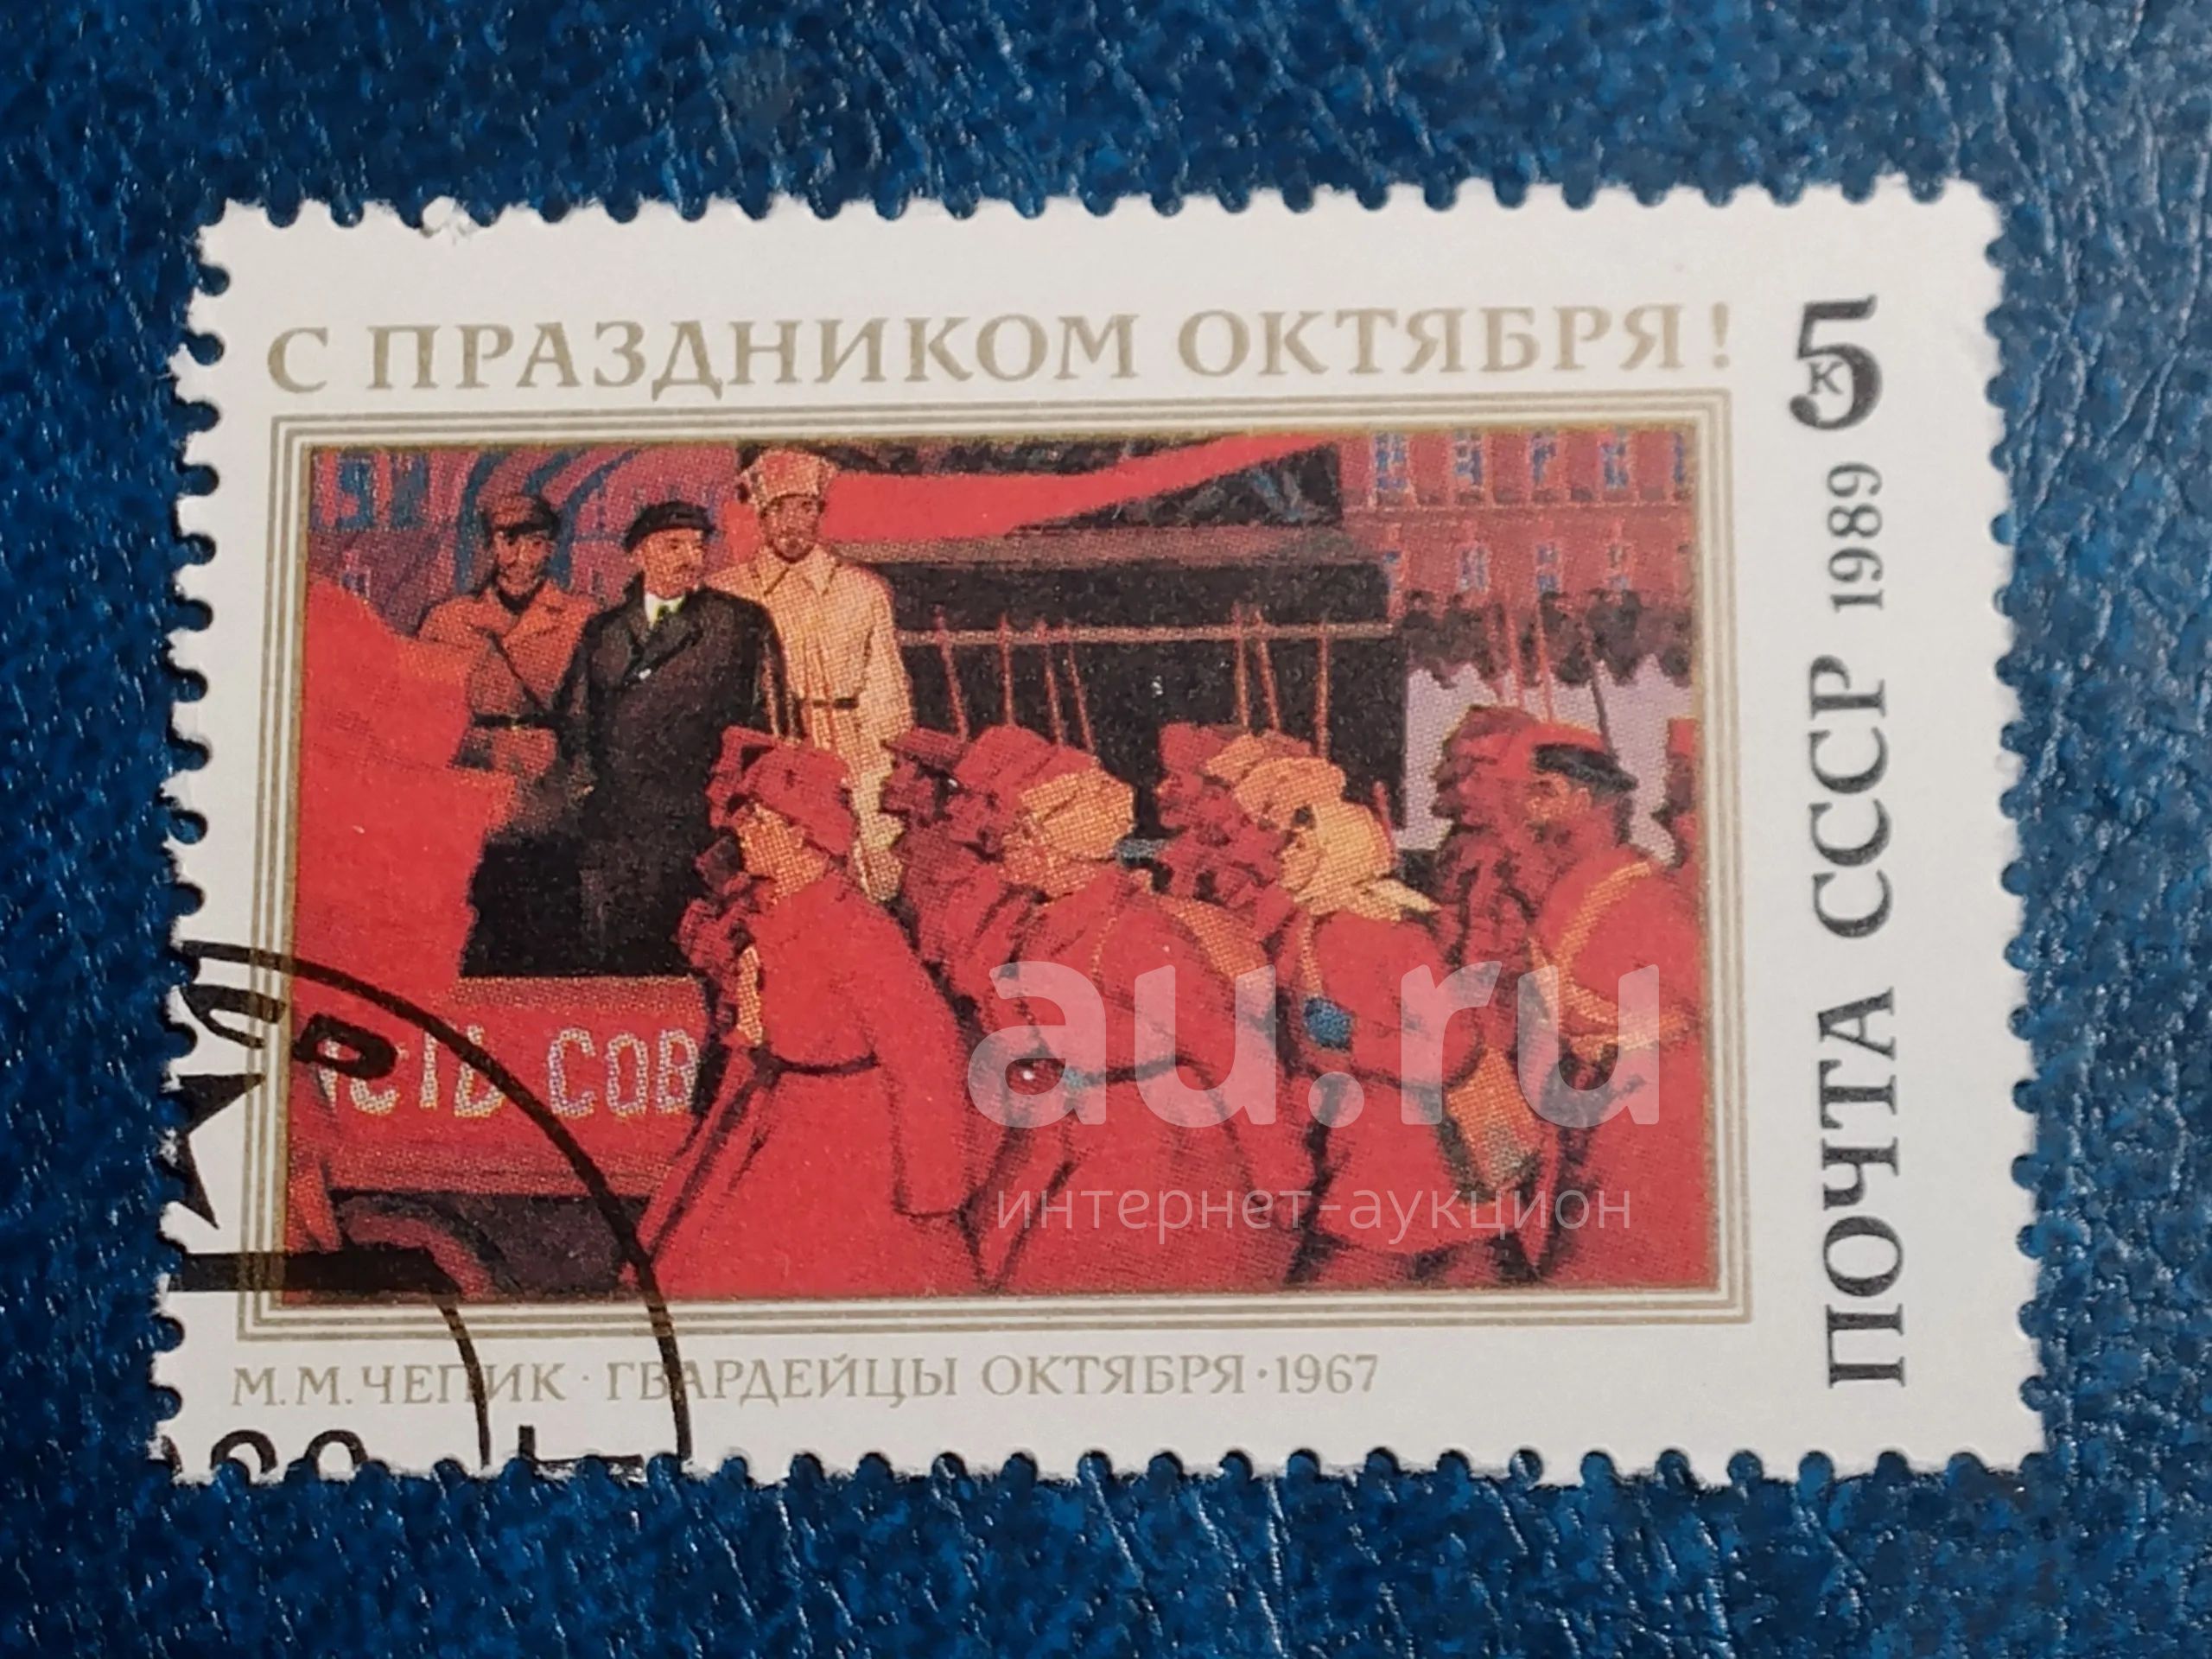 С ПРАЗДНИКОМ ОКТЯБРЯ!
5 к
ПОЧТА СССР 1989
СОВ
au.ru
интернет-аукцион
М.М.ЧЕПИК · ГВАРДЕЙЦЫ ОКТЯБРЯ · 1967